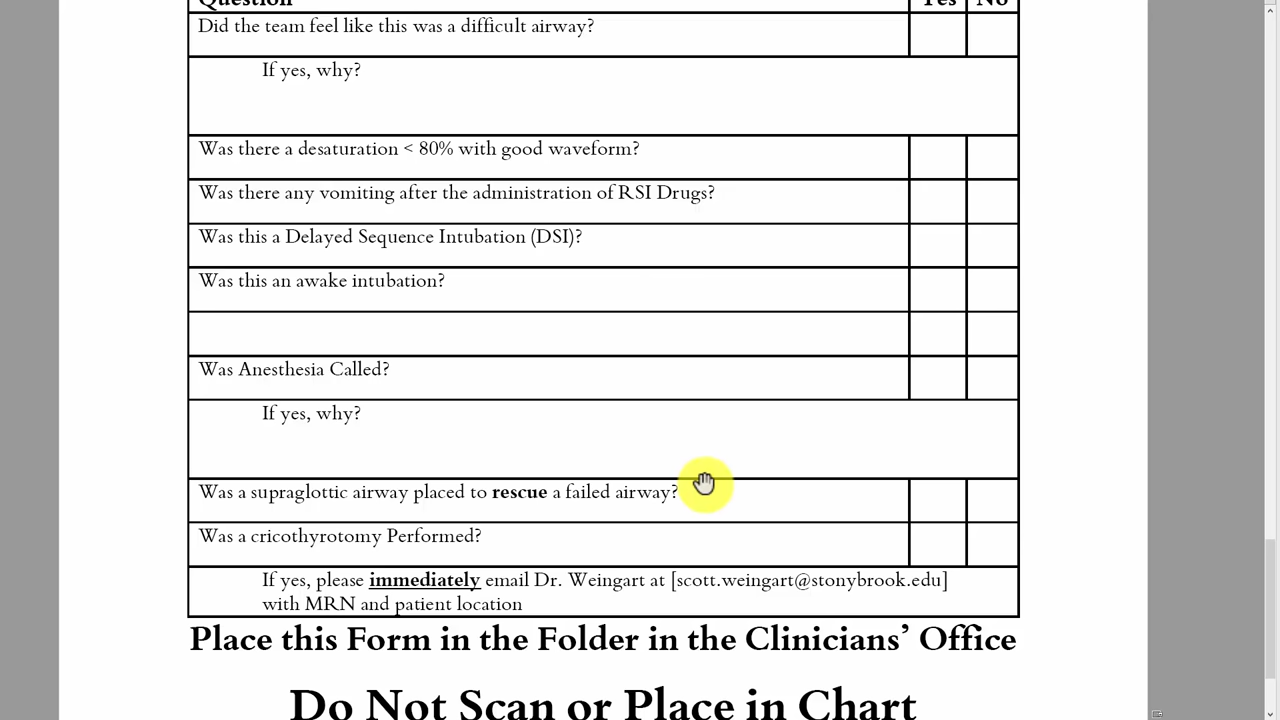 Question Yes No
Did the team feel like this was a difficult airway?
If yes, why?
Was there a desaturation < 80% with good waveform?
Was there any vomiting after the administration of RSI Drugs?
Was this a Delayed Sequence Intubation (DSI)?
Was this an awake intubation?
Was Anesthesia Called?
If yes, why?
Was a supraglottic airway placed to rescue a failed airway?
Was a cricothyrotomy Performed?
If yes, please immediately email Dr. Weingart at [scott.weingart@stonybrook.edu]
with MRN and patient location
Place this Form in the Folder in the Clinicians’ Office
Do Not Scan or Place in Chart